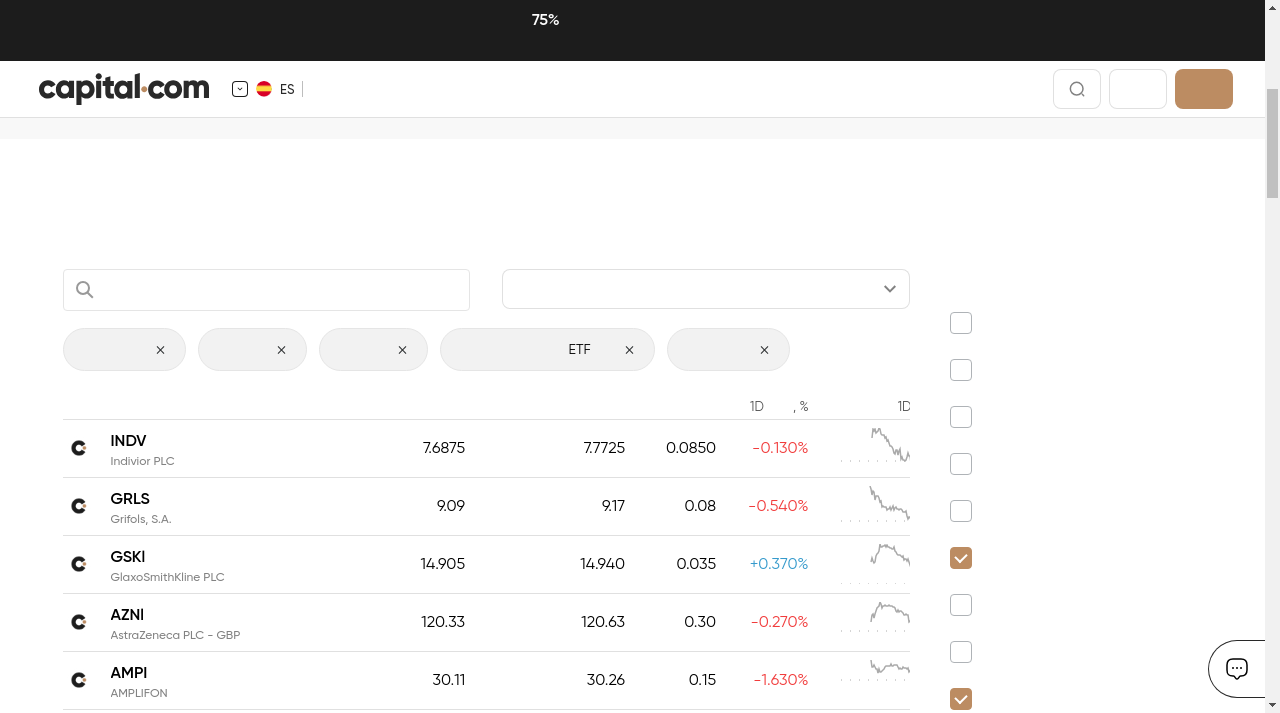 75%
capital.com
ES
ETF
1D , % 1D
INDV 7.6875 7.7725 0.0850 -0.130%
Indivior PLC
GRLS 9.09 9.17 0.08 -0.540%
Grifols, S.A.
GSKl 14.905 14.940 0.035 +0.370%
GlaxoSmithKline PLC
AZNl 120.33 120.63 0.30 -0.270%
AstraZeneca PLC - GBP
AMPl 30.11 30.26 0.15 -1.630%
AMPLIFON